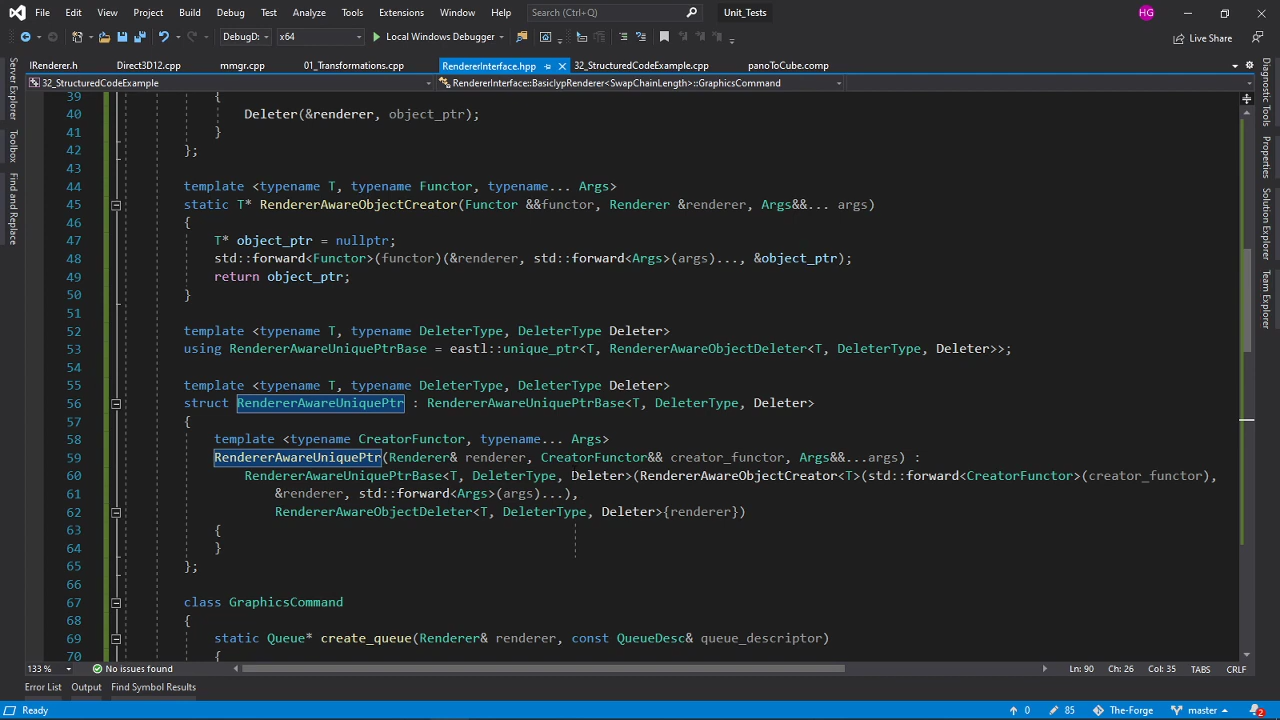 File Edit View Project Build Debug Test Analyze Tools Extensions Window Help Search (Ctrl+Q) Unit_Tests HG
DebugD: x64 Local Windows Debugger Live Share
IRenderer.h Direct3D12.cpp mmgr.cpp 01_Transformations.cpp RendererInterface.hpp 32_StructuredCodeExample.cpp panoToCube.comp
32_StructuredCodeExample RendererInterface::BasiclypRenderer<SwapChainLength>::GraphicsCommand
Server Explorer
Toolbox
Find and Replace
39 {
40 Deleter(&renderer, object_ptr);
41 }
42 };
43
44 template <typename T, typename Functor, typename... Args>
45 static T* RendererAwareObjectCreator(Functor &&functor, Renderer &renderer, Args&&... args)
46 {
47 T* object_ptr = nullptr;
48 std::forward<Functor>(functor)(&renderer, std::forward<Args>(args)..., &object_ptr);
49 return object_ptr;
50 }
51
52 template <typename T, typename DeleterType, DeleterType Deleter>
53 using RendererAwareUniquePtrBase = eastl::unique_ptr<T, RendererAwareObjectDeleter<T, DeleterType, Deleter>>;
54
55 template <typename T, typename DeleterType, DeleterType Deleter>
56 struct RendererAwareUniquePtr : RendererAwareUniquePtrBase<T, DeleterType, Deleter>
57 {
58 template <typename CreatorFunctor, typename... Args>
59 RendererAwareUniquePtr(Renderer& renderer, CreatorFunctor&& creator_functor, Args&&...args) :
60 RendererAwareUniquePtrBase<T, DeleterType, Deleter>(RendererAwareObjectCreator<T>(std::forward<CreatorFunctor>(creator_functor),
61 &renderer, std::forward<Args>(args)...),
62 RendererAwareObjectDeleter<T, DeleterType, Deleter>{renderer})
63 {
64 }
65 };
66
67 class GraphicsCommand
68 {
69 static Queue* create_queue(Renderer& renderer, const QueueDesc& queue_descriptor)
70 {
Diagnostic Tools
Properties
Solution Explorer
Team Explorer
133 % No issues found Ln: 90 Ch: 26 Col: 35 TABS CRLF
Error List Output Find Symbol Results
Ready 0 85 The-Forge master 2